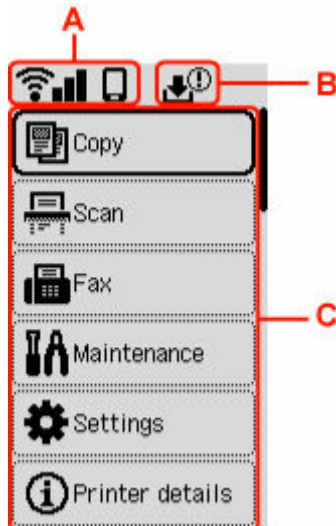 A
B
Copy
Scan
Fax
C
Maintenance
Settings
Printer details